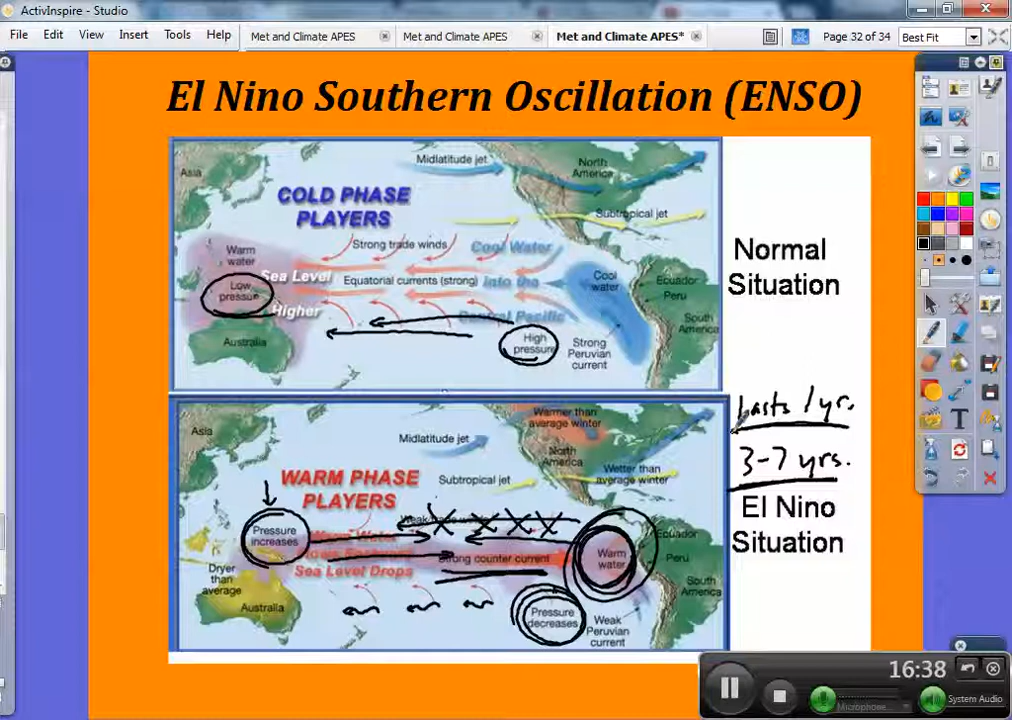 ActivInspire - Studio
File Edit View Insert Tools Help
Met and Climate APES
Met and Climate APES
Met and Climate APES*
Page 32 of 34
Best Fit
El Nino Southern Oscillation (ENSO)
Asia
Midlatitude jet
North
America
COLD PHASE
PLAYERS
Subtropical jet
Strong trade winds
Cool Water
Warm
water
Sea Level
Equatorial currents (strong)
Into the
Cool
water
Ecuador
Low
pressure
Peru
Higher
Central Pacific
South
America
Australia
High
pressure
Strong
Peruvian
current
Normal
Situation
Asia
Warmer than
average winter
Midlatitude jet
North
America
WARM PHASE
PLAYERS
Subtropical jet
Wetter than
average winter
Pressure
increases
Ecuador
Strong counter current
Warm
water
Peru
Sea Level Drops
Dryer
than
average
Australia
South
America
Pressure
decreases
Weak
Peruvian
current
Lasts 1 yr.
3-7 yrs.
El Nino
Situation
16:38
Microphone
System Audio